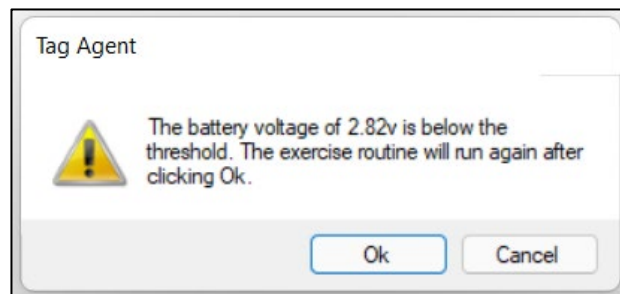 Tag Agent
The battery voltage of 2.82v is below the
threshold. The exercise routine will run again after
clicking Ok.
Ok
Cancel